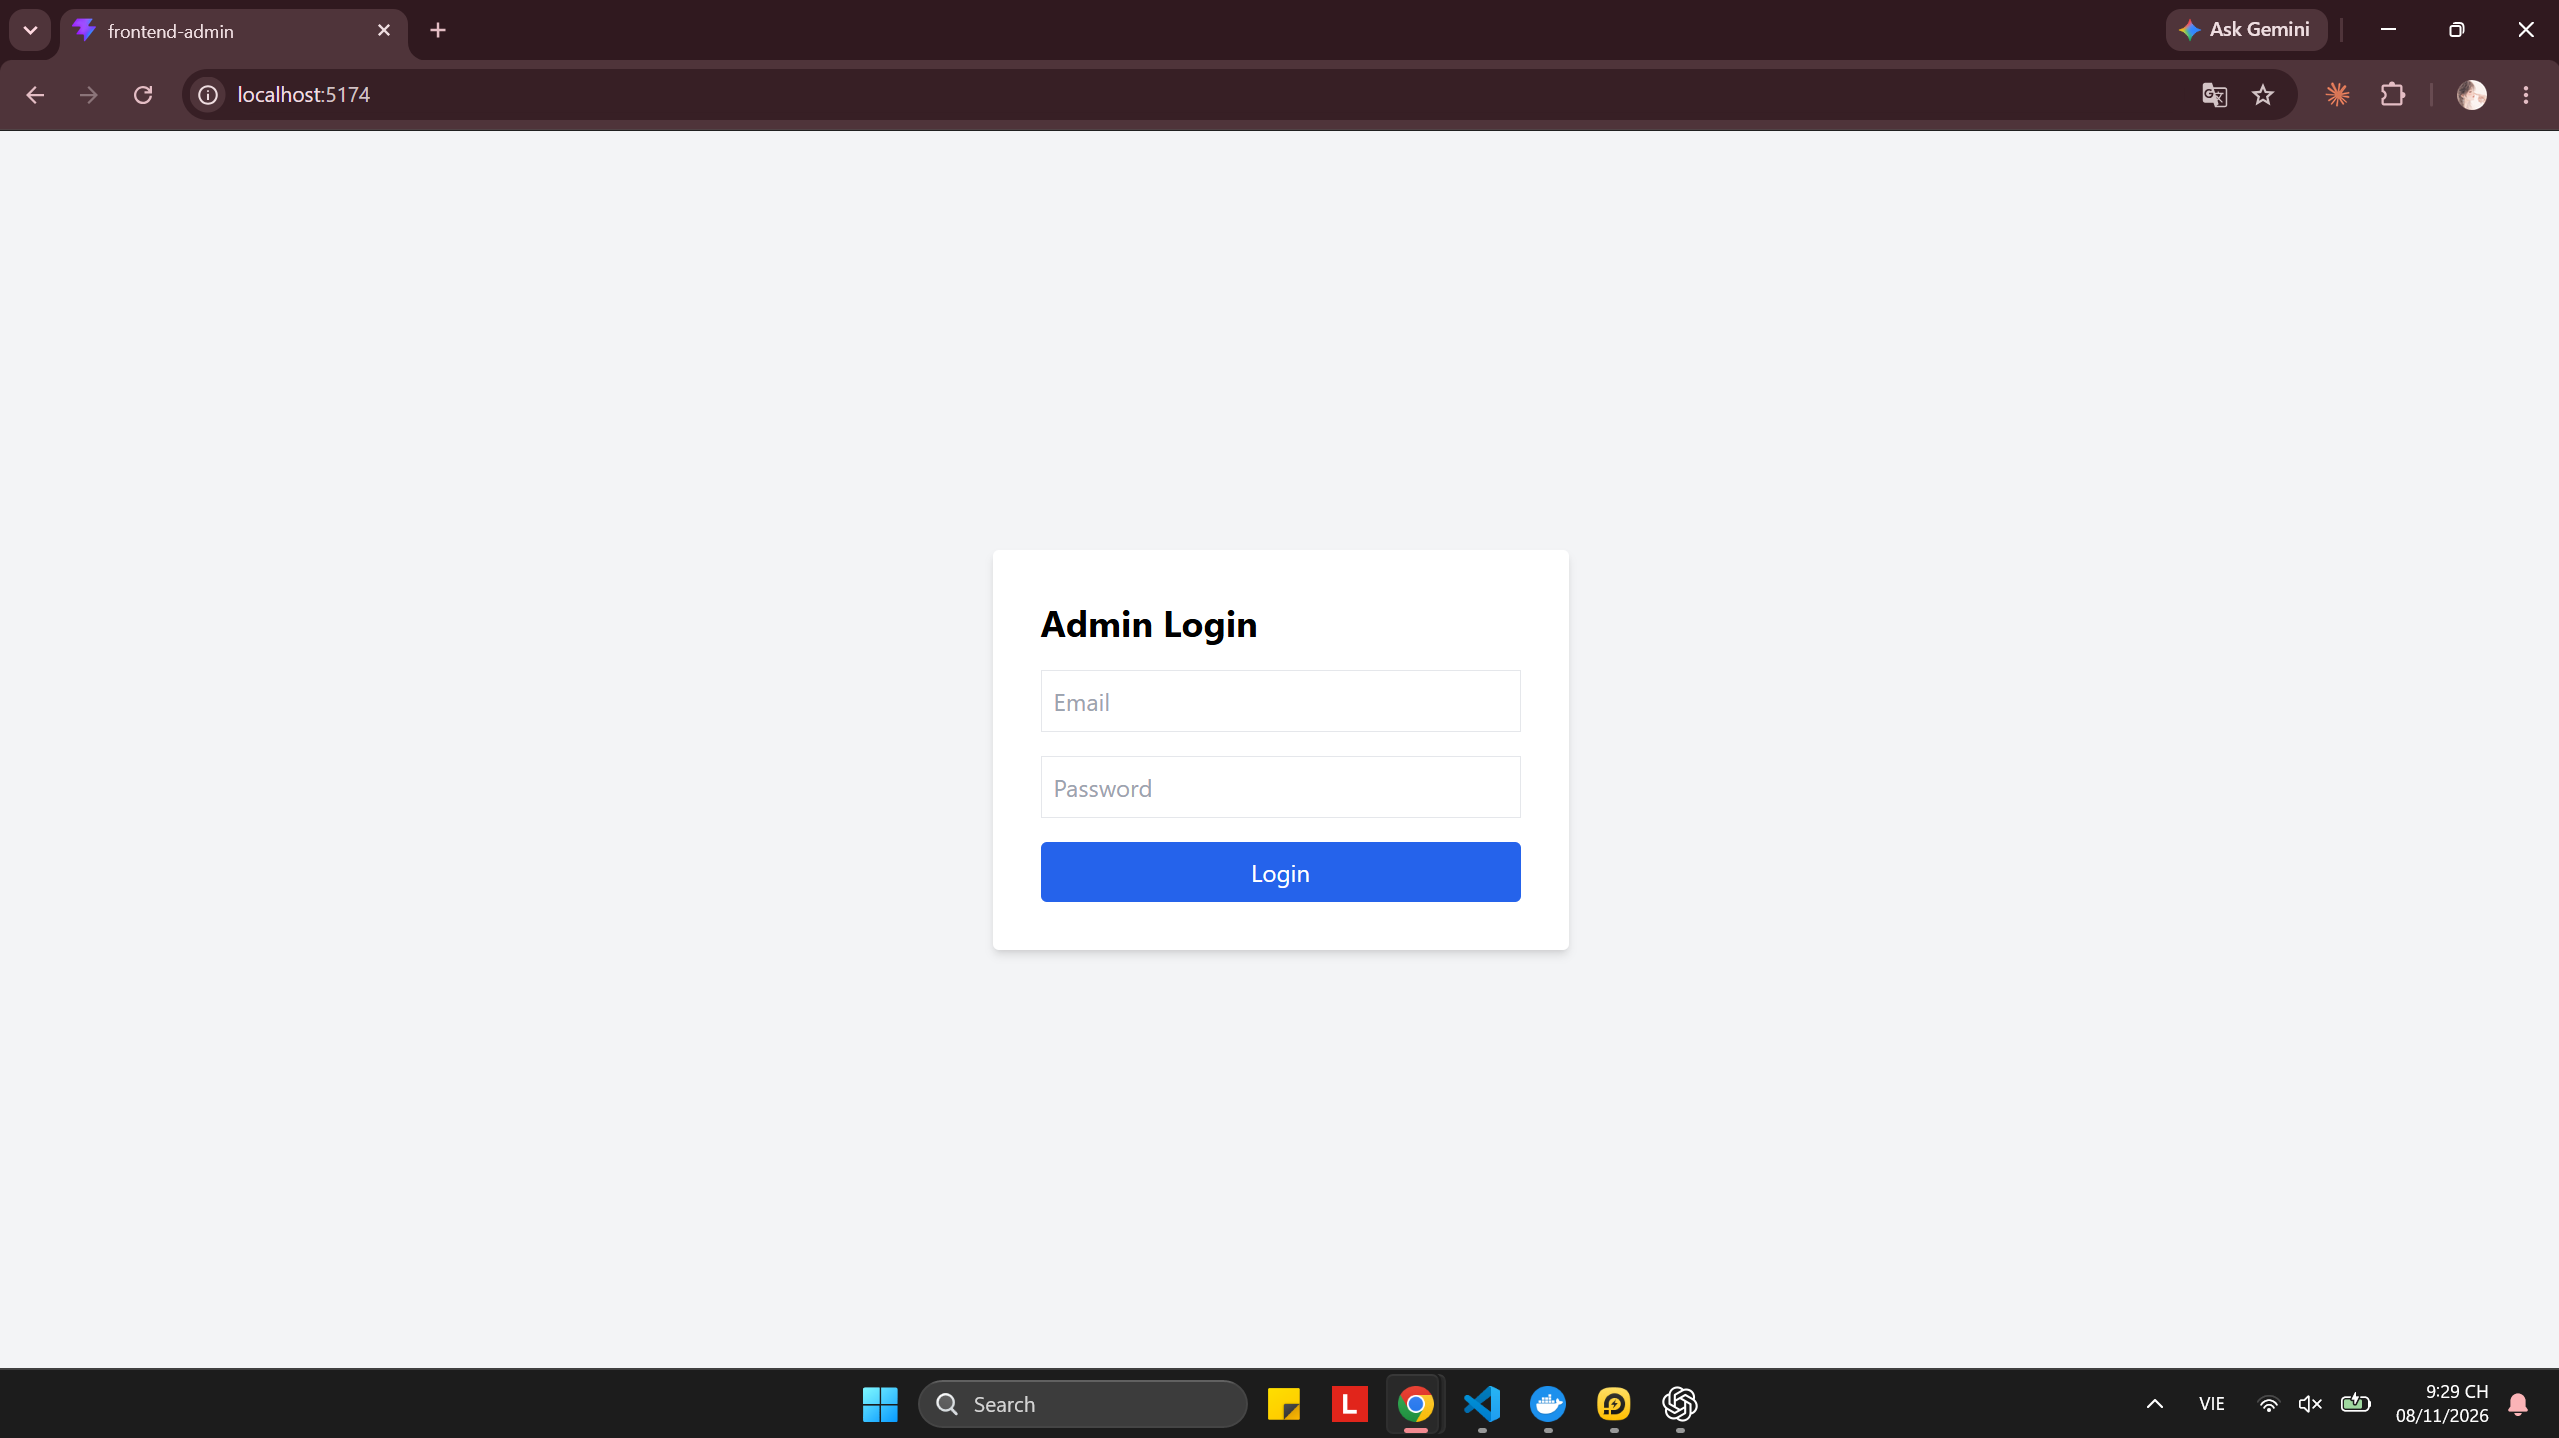 frontend-admin
Ask Gemini
localhost:5174
Admin Login
Email
Password
Login
Search
L
VIE
9:29 CH
08/11/2026